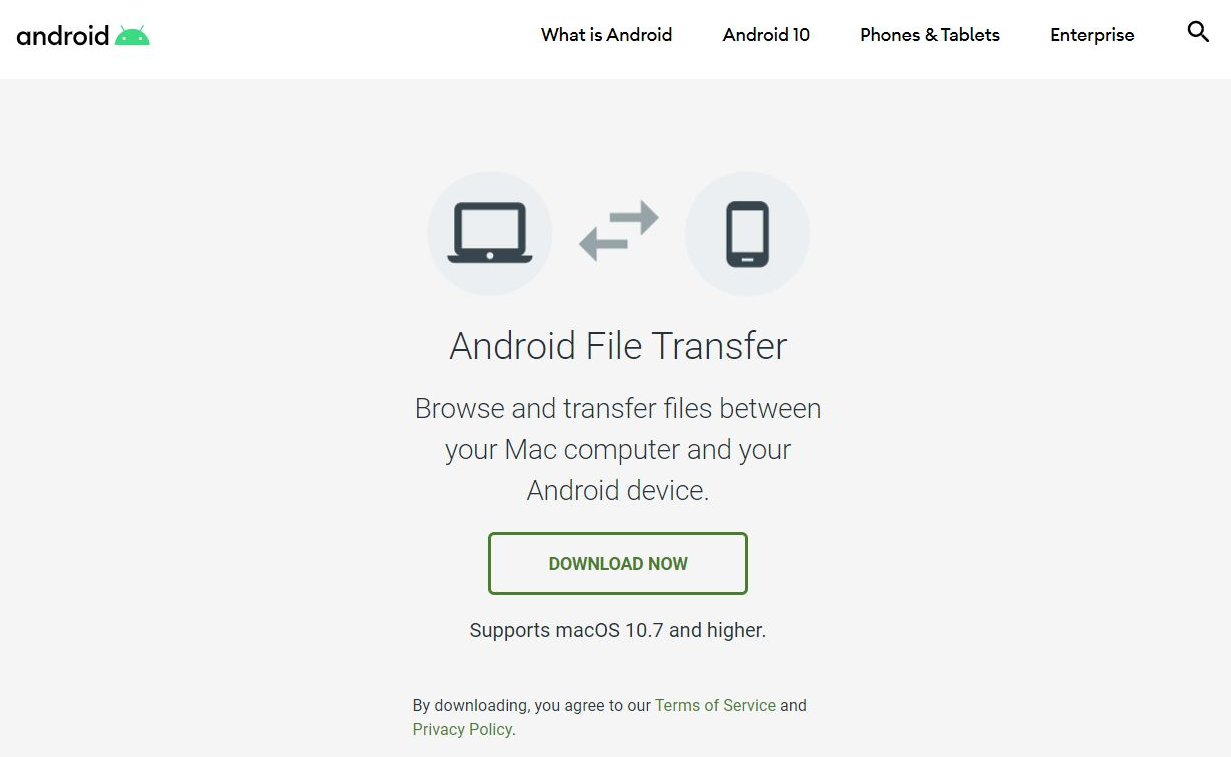 android
What is Android
Android 10
Phones & Tablets
Enterprise
Android File Transfer
Browse and transfer files between
your Mac computer and your
Android device.
DOWNLOAD NOW
Supports macOS 10.7 and higher.
By downloading, you agree to our Terms of Service and
Privacy Policy.